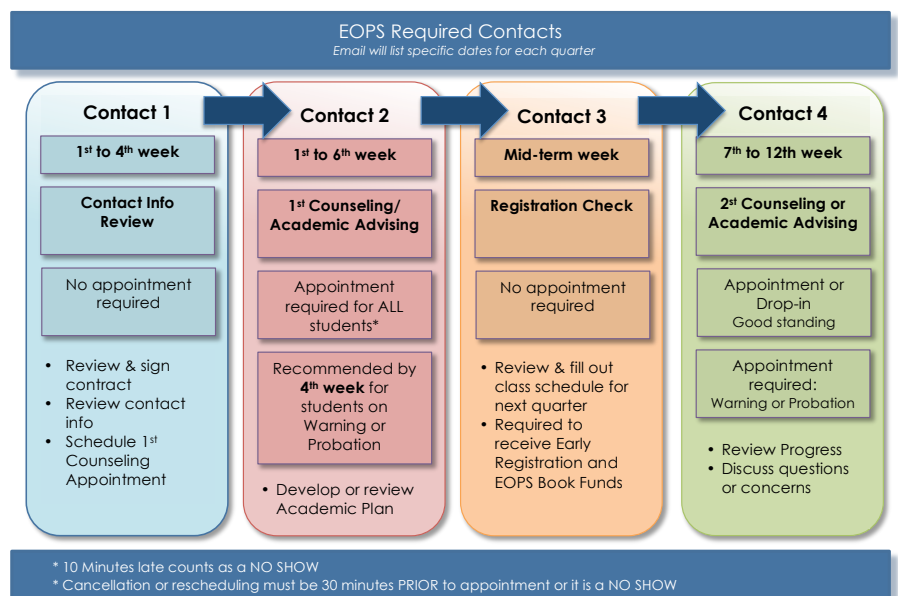 EOPS Required Contacts
Email will list specific dates for each quarter
Contact 1
1st to 4th week
Contact Info
Review
No appointment
required
• Review & sign
contract
• Review contact
info
• Schedule 1st
Counseling
Appointment
Contact 2
1st to 6th week
1st Counseling/
Academic Advising
Appointment
required for ALL
students*
Recommended by
4th week for
students on
Warning or
Probation
• Develop or review
Academic Plan
Contact 3
Mid-term week
Registration Check
No appointment
required
• Review & fill out
class schedule for
next quarter
• Required to
receive Early
Registration and
EOPS Book Funds
Contact 4
7th to 12th week
2st Counseling or
Academic Advising
Appointment or
Drop-in
Good standing
Appointment
required:
Warning or Probation
• Review Progress
• Discuss questions
or concerns
* 10 Minutes late counts as a NO SHOW
* Cancellation or rescheduling must be 30 minutes PRIOR to appointment or it is a NO SHOW